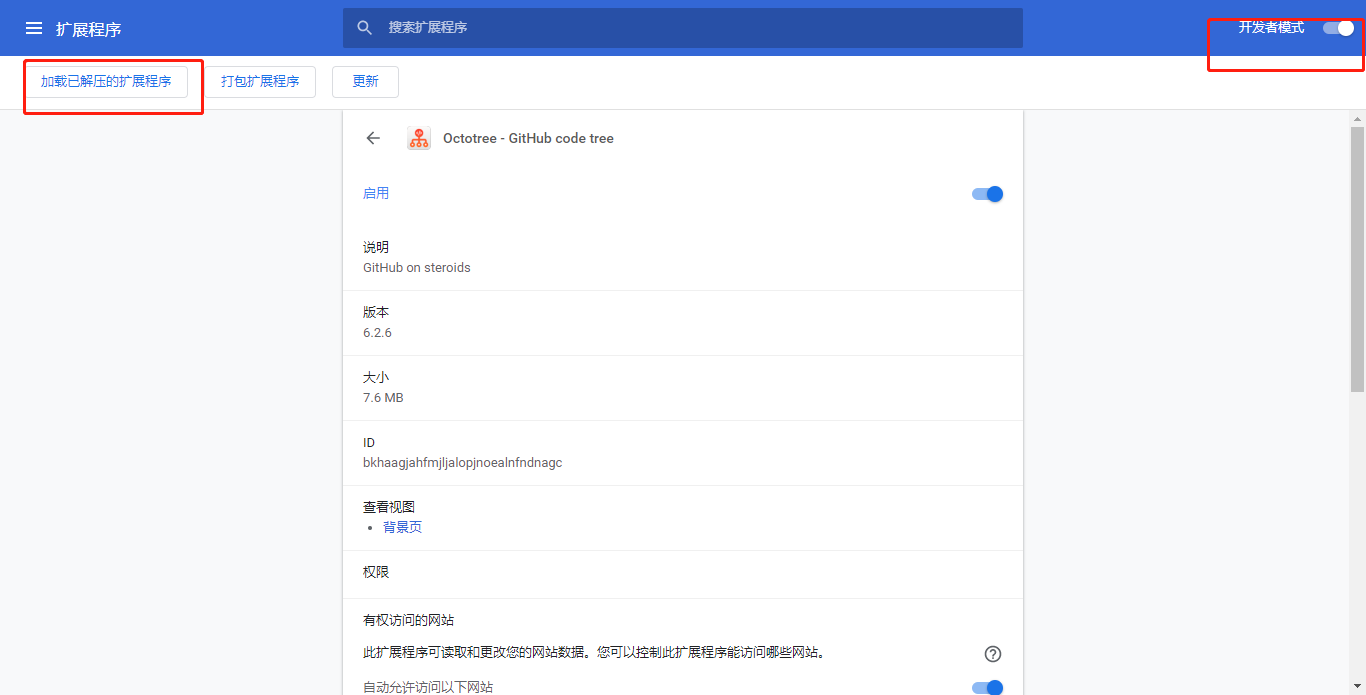 扩展程序
搜索扩展程序
开发者模式
加载已解压的扩展程序
打包扩展程序
更新
Octotree - GitHub code tree
启用
说明
GitHub on steroids
版本
6.2.6
大小
7.6 MB
ID
bkhaagjahfmjljalopjnoealnfndnagc
查看视图
• 背景页
权限
有权访问的网站
此扩展程序可读取和更改您的网站数据。您可以控制此扩展程序能访问哪些网站。
自动允许访问以下网站